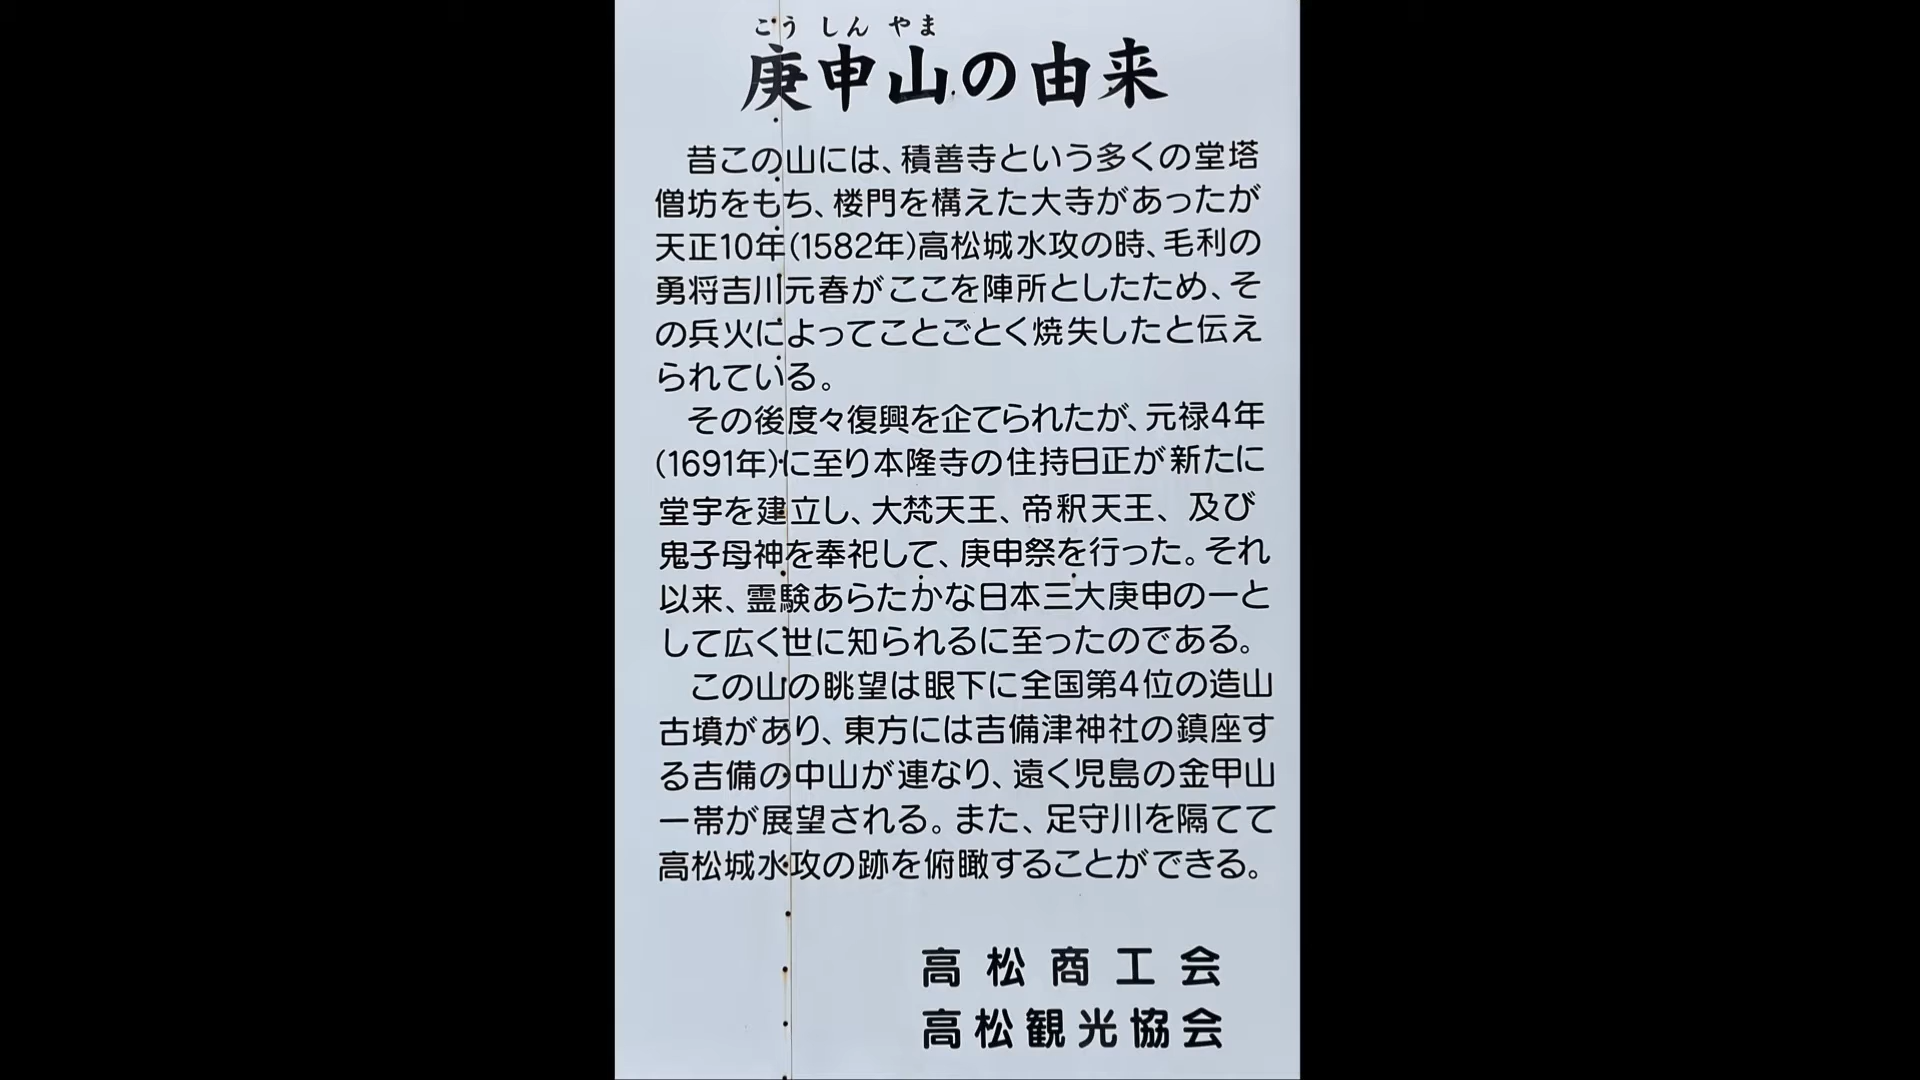 こうしんやま
庚申山の由来
昔この山には、積善寺という多くの堂塔
僧坊をもち、楼門を構えた大寺があったが
天正10年(1582年)高松城水攻の時、毛利の
勇将吉川元春がここを陣所としたため、そ
の兵火によってことごとく焼失したと伝え
られている。
その後度々復興を企てられたが、元禄4年
(1691年)に至り本隆寺の住持日正が新たに
堂宇を建立し、大梵天王、帝釈天王、及び
鬼子母神を奉祀して、庚申祭を行った。それ
以来、霊験あらたかな日本三大庚申の一と
して広く世に知られるに至ったのである。
この山の眺望は眼下に全国第4位の造山
古墳があり、東方には吉備津神社の鎮座す
る吉備の中山が連なり、遠く児島の金甲山
一帯が展望される。また、足守川を隔てて
高松城水攻の跡を俯瞰することができる。
高松商工会
高松観光協会